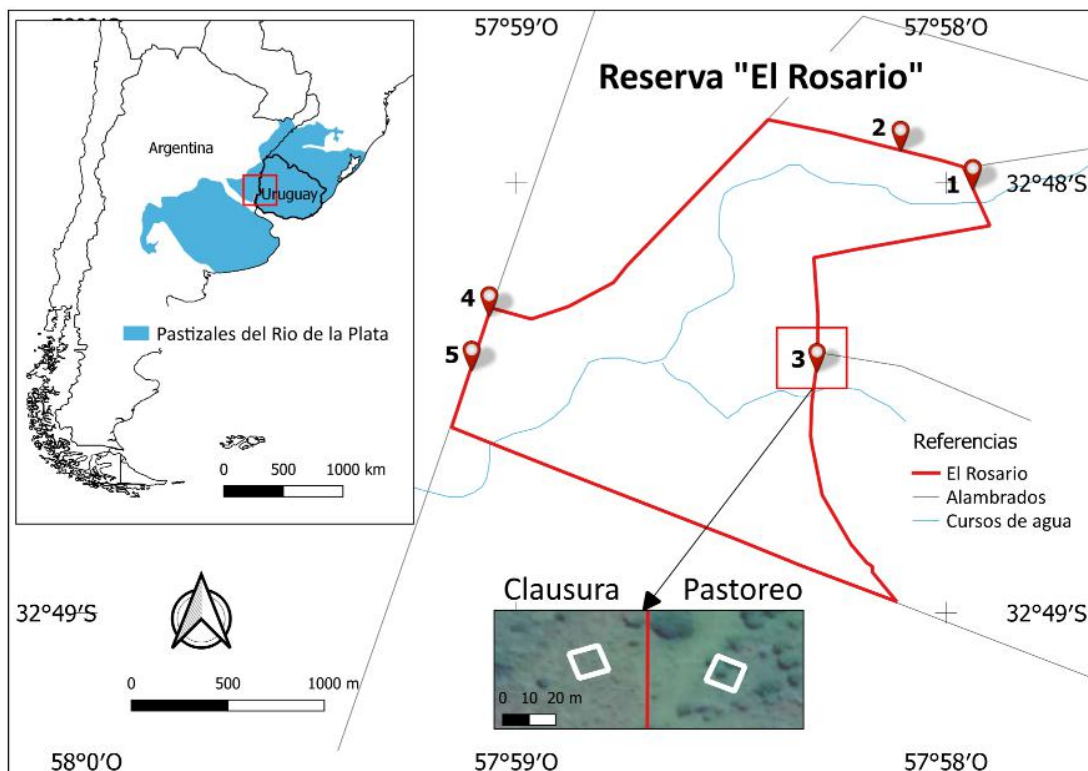 57°59'O
57°58'O
Reserva "El Rosario"
Argentina
Uruguay
Pastizales del Rio de la Plata
0 500 1000 km
2
1
32°48'S
4
5
3
Referencias
El Rosario
Alambrados
Cursos de agua
Clausura
Pastoreo
32°49'S
32°49'S
0 500 1000 m
0 10 20 m
58°0'O
57°59'O
57°58'O